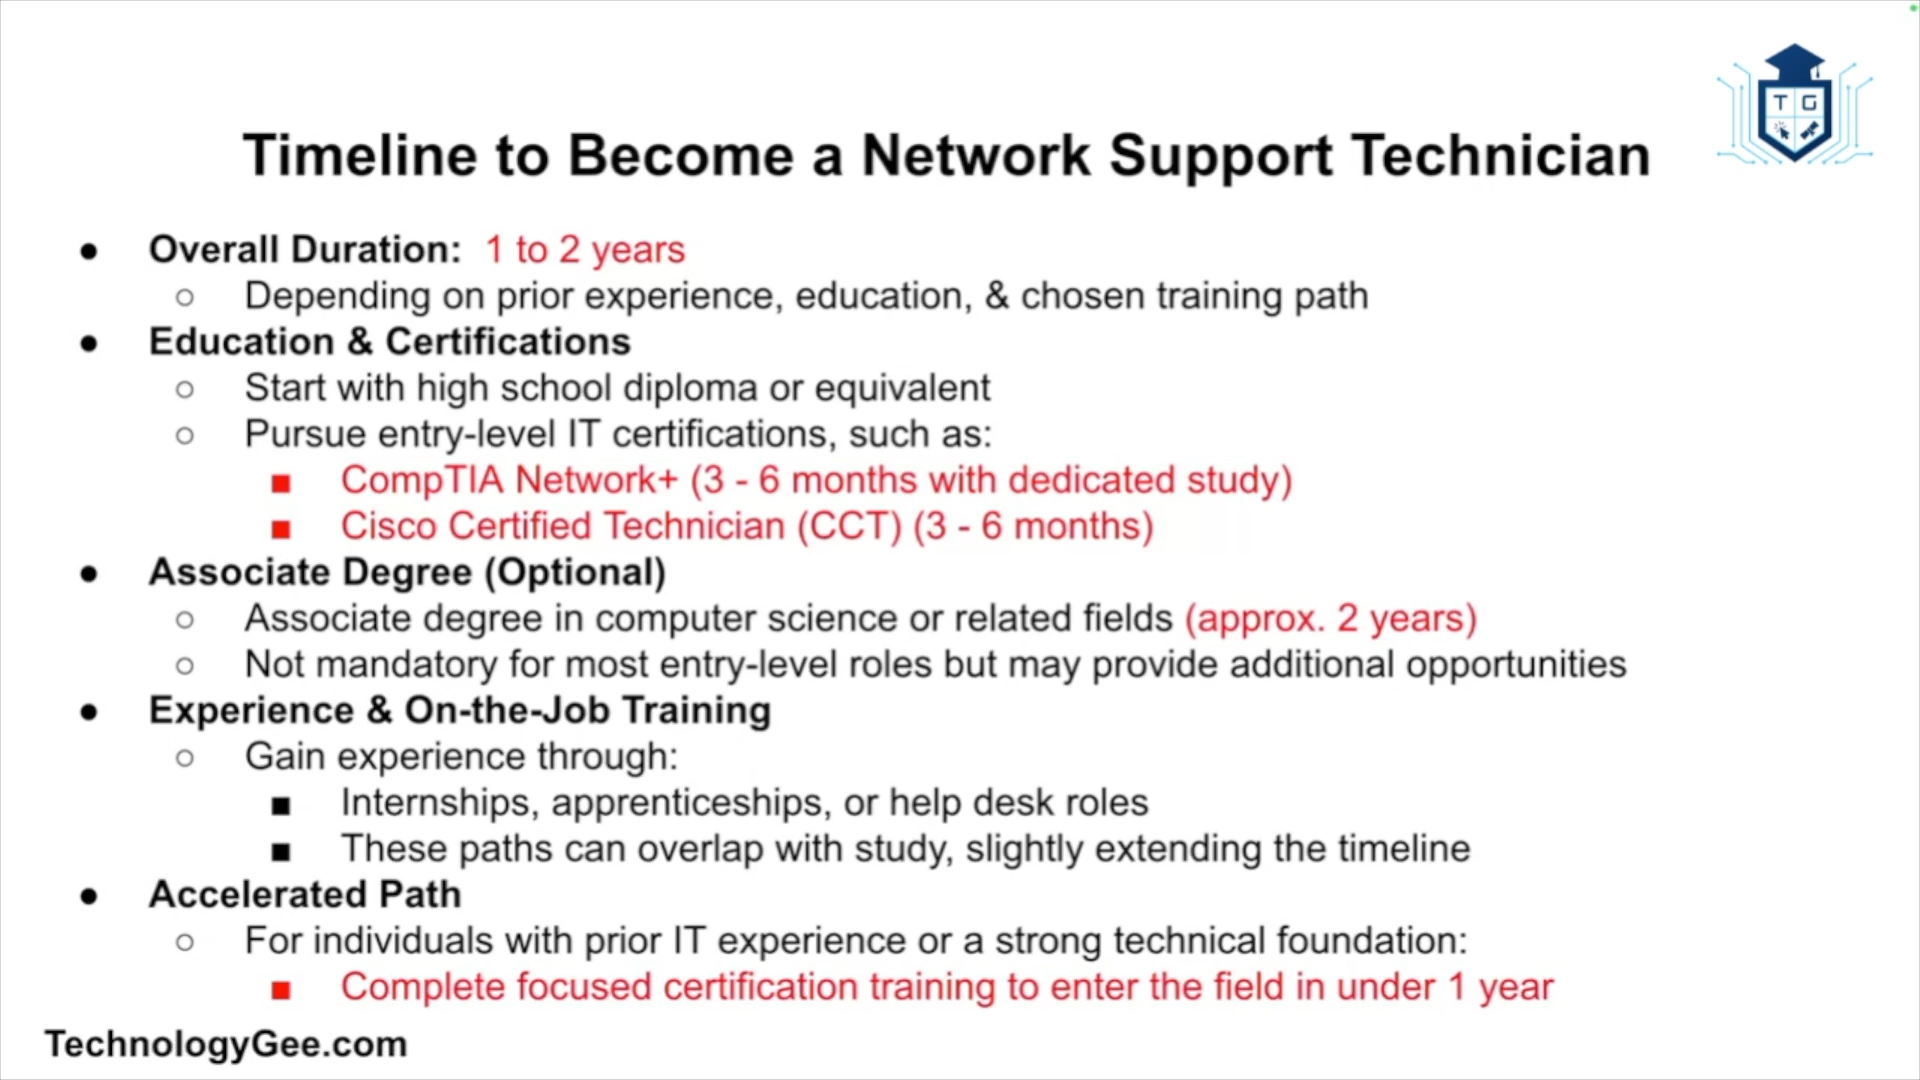 T G
Timeline to Become a Network Support Technician
● Overall Duration: 1 to 2 years
○ Depending on prior experience, education, & chosen training path
● Education & Certifications
○ Start with high school diploma or equivalent
○ Pursue entry-level IT certifications, such as:
■ CompTIA Network+ (3 - 6 months with dedicated study)
■ Cisco Certified Technician (CCT) (3 - 6 months)
● Associate Degree (Optional)
○ Associate degree in computer science or related fields (approx. 2 years)
○ Not mandatory for most entry-level roles but may provide additional opportunities
● Experience & On-the-Job Training
○ Gain experience through:
■ Internships, apprenticeships, or help desk roles
■ These paths can overlap with study, slightly extending the timeline
● Accelerated Path
○ For individuals with prior IT experience or a strong technical foundation:
■ Complete focused certification training to enter the field in under 1 year
TechnologyGee.com